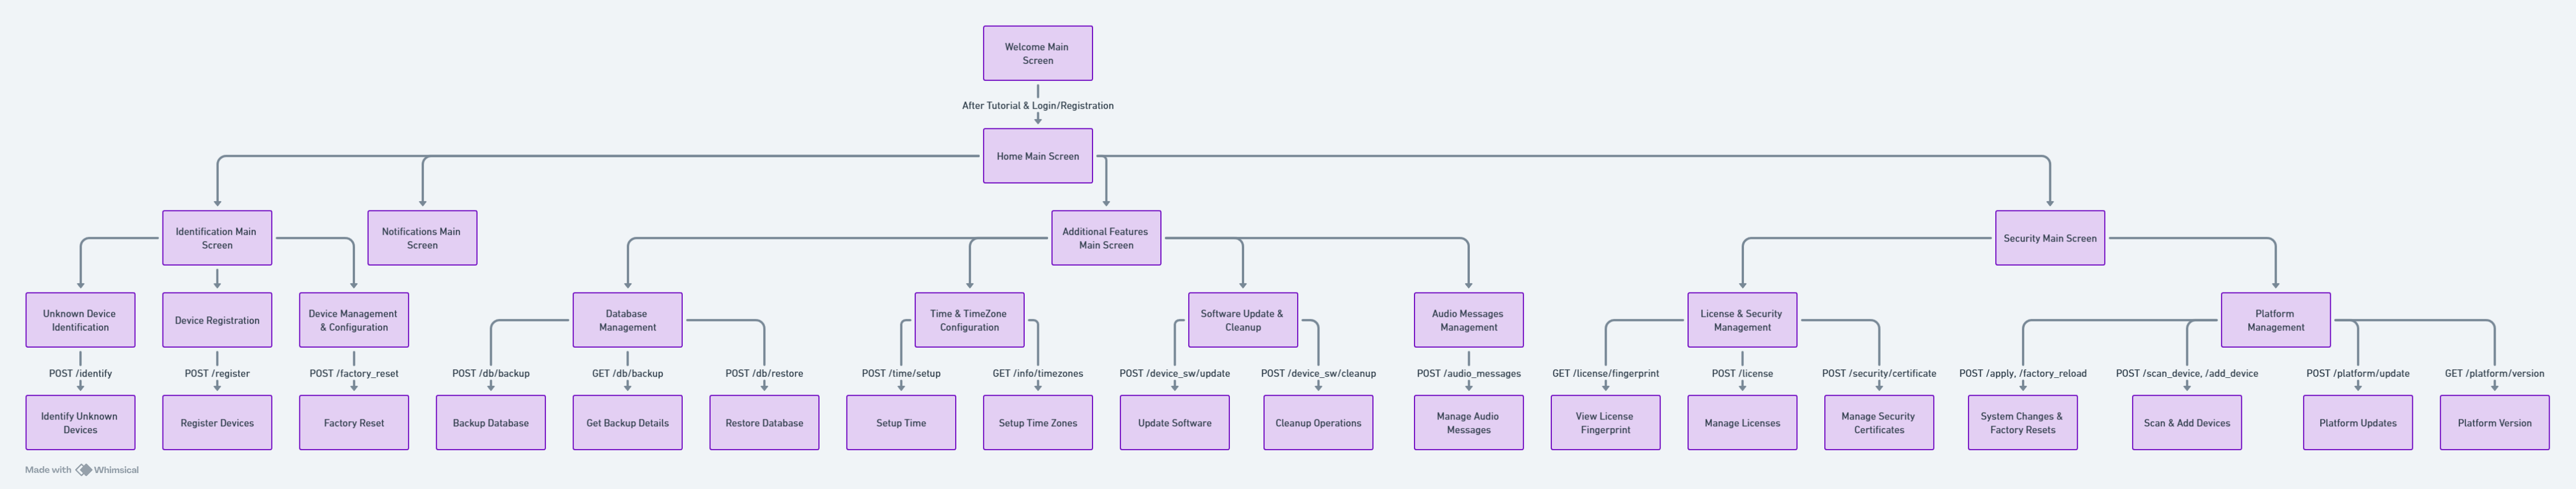 Welcome Main
Screen
After Tutorial & Login/Registration
Home Main Screen
Identification Main
Screen
Notifications Main
Screen
Additional Features
Main Screen
Security Main Screen
Unknown Device
Identification
Device Registration
Device Management
& Configuration
Database
Management
Time & TimeZone
Configuration
Software Update &
Cleanup
Audio Messages
Management
License & Security
Management
Platform
Management
POST /identify
POST /register
POST /factory_reset
POST /db/backup
GET /db/backup
POST /db/restore
POST /time/setup
GET /info/timezones
POST /device_sw/update
POST /device_sw/cleanup
POST /audio_messages
GET /license/fingerprint
POST /license
POST /security/certificate
POST /apply, /factory_reload
POST /scan_device, /add_device
POST /platform/update
GET /platform/version
Identify Unknown
Devices
Register Devices
Factory Reset
Backup Database
Get Backup Details
Restore Database
Setup Time
Setup Time Zones
Update Software
Cleanup Operations
Manage Audio
Messages
View License
Fingerprint
Manage Licenses
Manage Security
Certificates
System Changes &
Factory Resets
Scan & Add Devices
Platform Updates
Platform Version
Made with Whimsical